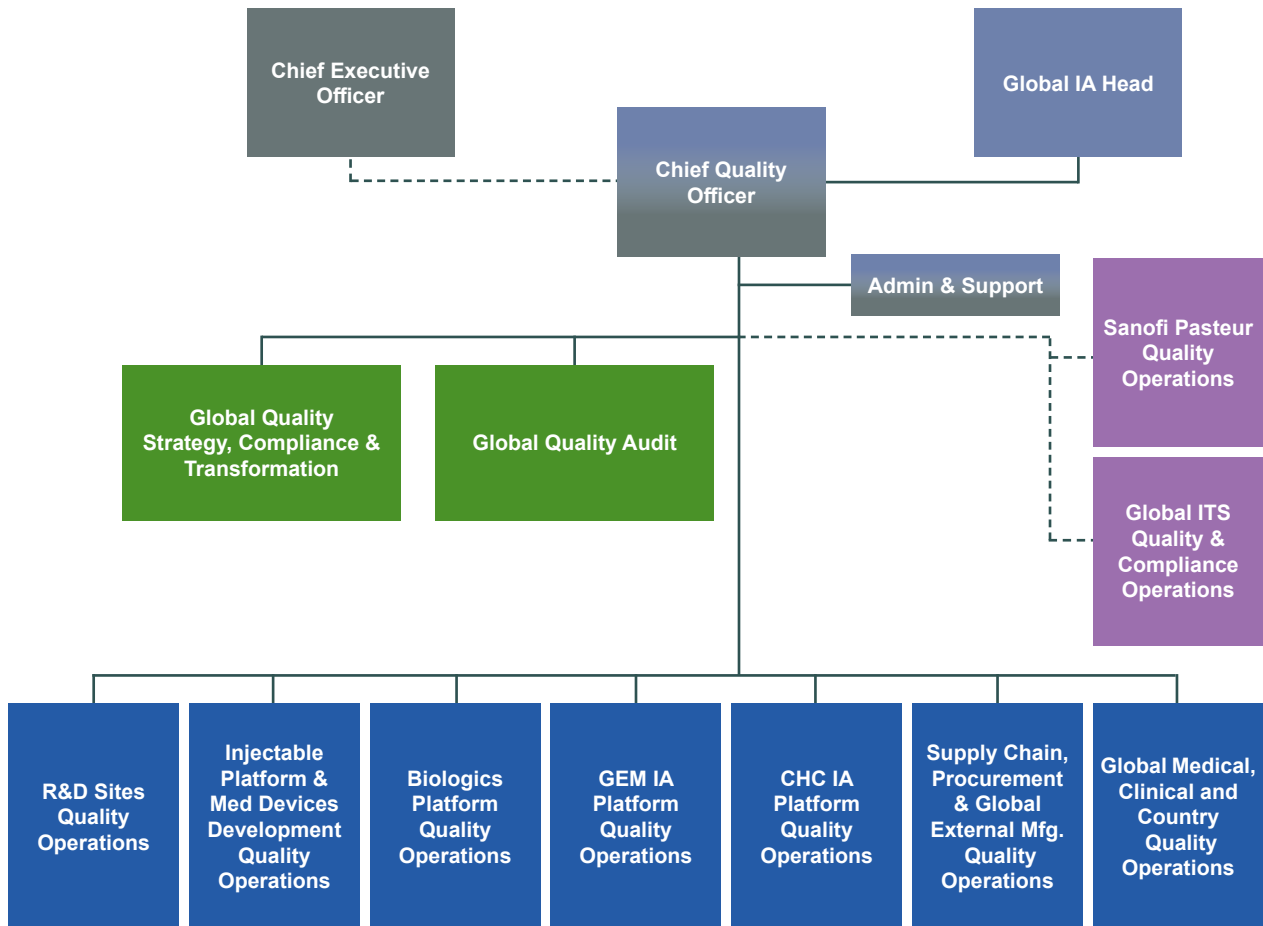 Chief Executive
Officer
Global IA Head
Chief Quality
Officer
Admin & Support
Sanofi Pasteur
Quality
Operations
Global Quality
Strategy, Compliance &
Transformation
Global Quality Audit
Global ITS
Quality &
Compliance
Operations
R&D Sites
Quality
Operations
Injectable
Platform &
Med Devices
Development
Quality
Operations
Biologics
Platform
Quality
Operations
GEM IA
Platform
Quality
Operations
CHC IA
Platform
Quality
Operations
Supply Chain,
Procurement
& Global
External Mfg.
Quality
Operations
Global Medical,
Clinical and
Country
Quality
Operations